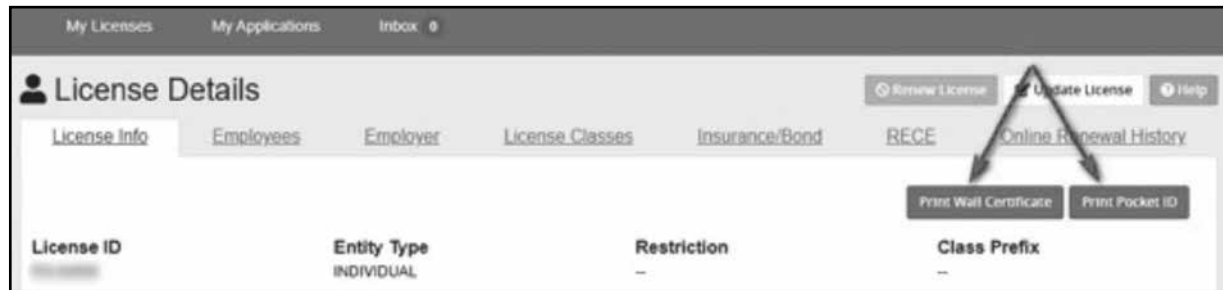 My Licenses My Applications Inbox 0
License Details Renew License Update License Help
License Info Employees Employer License Classes Insurance/Bond RECE Online Renewal History
Print Wall Certificate Print Pocket ID
License ID Entity Type Restriction Class Prefix
INDIVIDUAL -- --